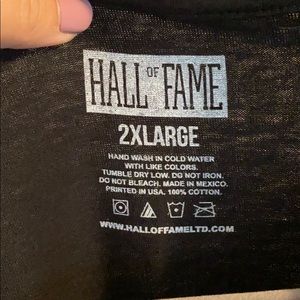 HALL OF FAME
2XLARGE
HAND WASH IN COLD WATER
WITH LIKE COLORS.
TUMBLE DRY LOW. DO NOT IRON.
DO NOT BLEACH. MADE IN MEXICO.
PRINTED IN USA. 100% COTTON.
WWW.HALLOFFAMELTD.COM